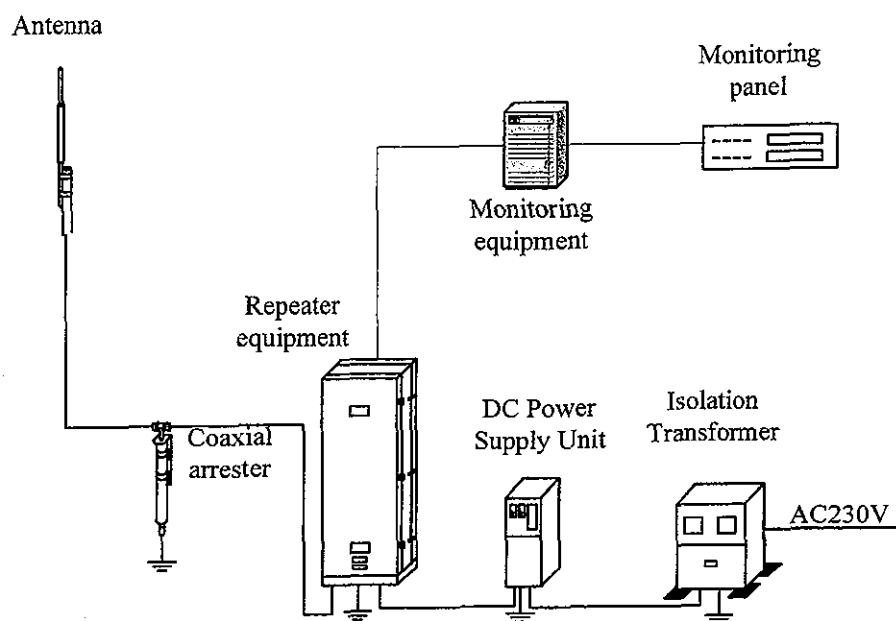 Antenna
Monitoring
panel
Monitoring
equipment
Repeater
equipment
Coaxial
arrester
DC Power
Supply Unit
Isolation
Transformer
AC230V